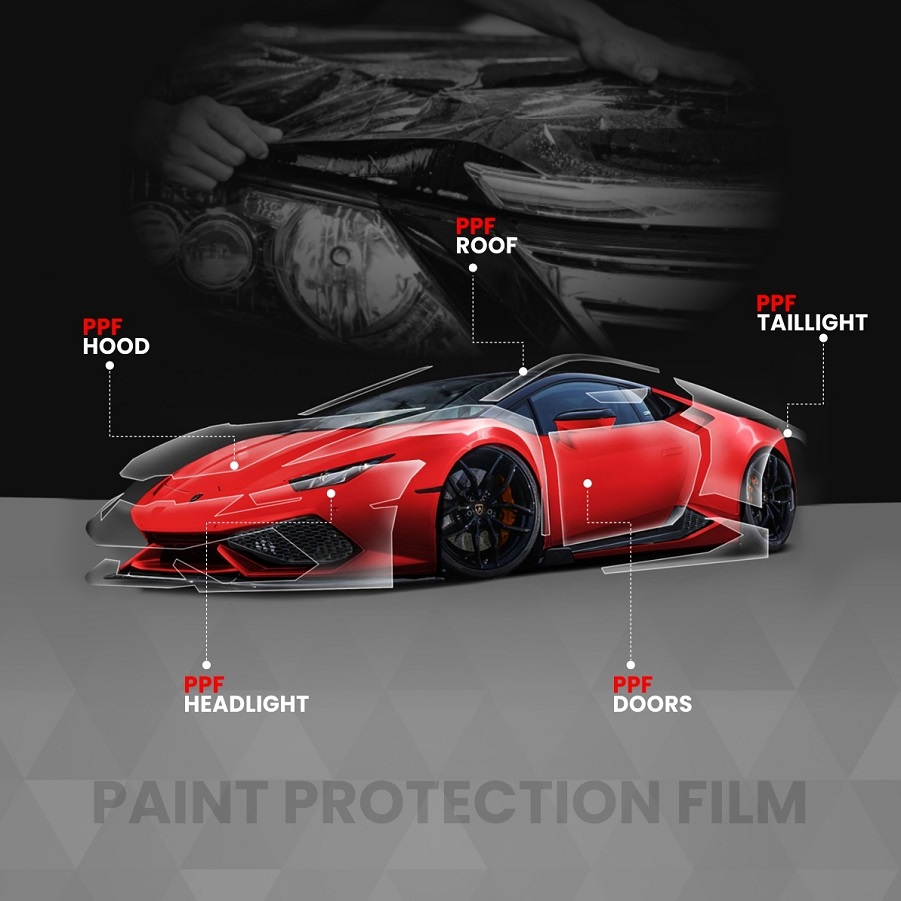 PPF
ROOF
PPF
TAILLIGHT
PPF
HOOD
PPF
HEADLIGHT
PPF
DOORS
PAINT PROTECTION FILM